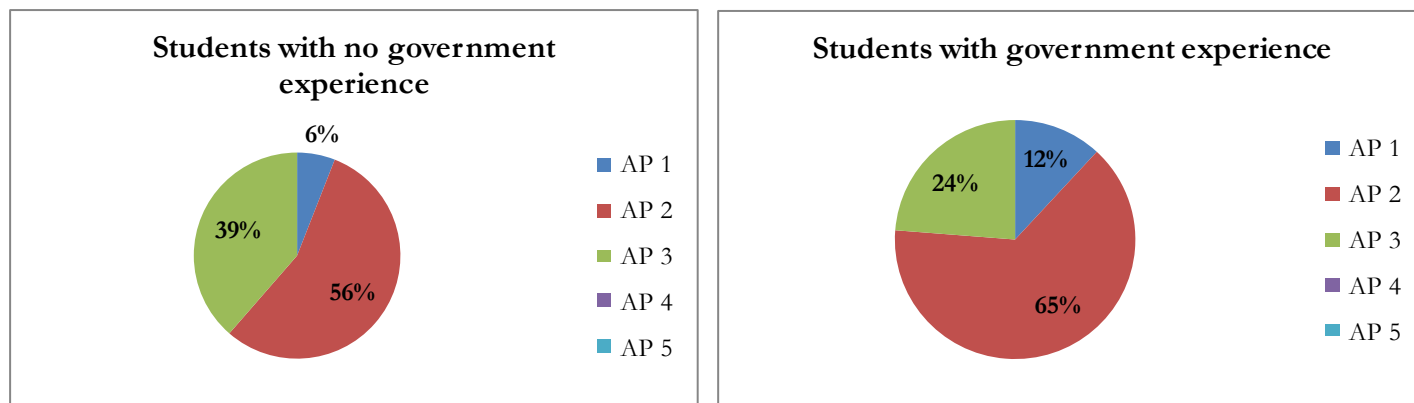 Students with no government
experience
6%
39%
56%
AP 1
AP 2
AP 3
AP 4
AP 5
Students with government experience
12%
24%
65%
AP 1
AP 2
AP 3
AP 4
AP 5